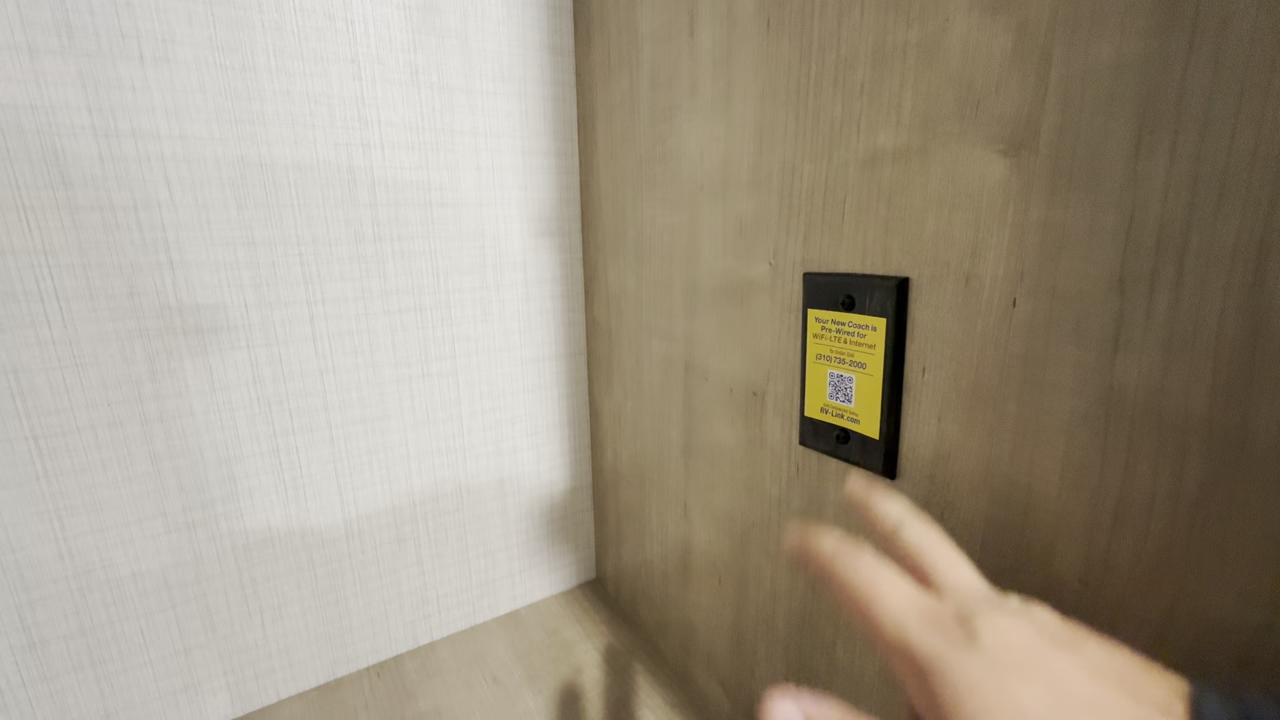 Your New Coach is
Pre-Wired for
WiFi-LTE & Internet
(310) 735-2000
RV-Link.com